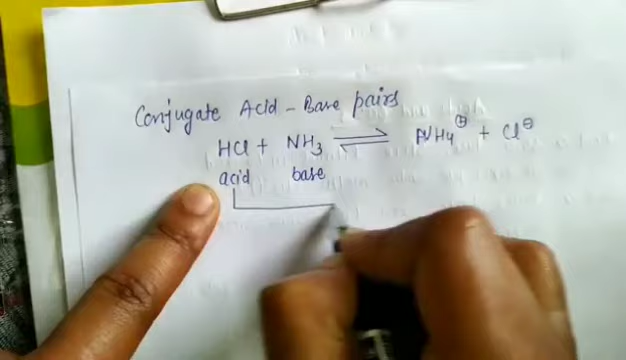 Conjugate Acid - Base pairs
HCl + NH₃ ⇌ NH₄⊕ + Cl⊖
acid base